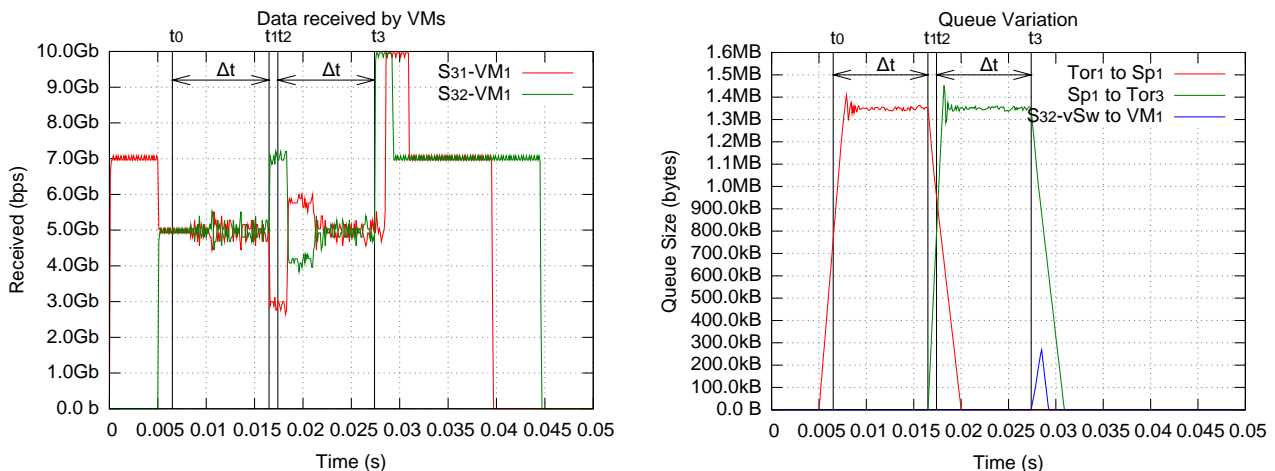 Data received by VMs
t0 t1 t2 t3
10.0Gb
9.0Gb
8.0Gb
7.0Gb
6.0Gb
5.0Gb
4.0Gb
3.0Gb
2.0Gb
1.0Gb
0.0 b
Received (bps)
Δt Δt
S31-VM1
S32-VM1
0 0.005 0.01 0.015 0.02 0.025 0.03 0.035 0.04 0.045 0.05
Time (s)
Queue Variation
t0 t1 t2 t3
1.6MB
1.5MB
1.4MB
1.3MB
1.2MB
1.1MB
1.0MB
900.0kB
800.0kB
700.0kB
600.0kB
500.0kB
400.0kB
300.0kB
200.0kB
100.0kB
0.0 B
Queue Size (bytes)
Δt Δt
Tor1 to Sp1
Sp1 to Tor3
S32-vSw to VM1
0 0.005 0.01 0.015 0.02 0.025 0.03 0.035 0.04 0.045 0.05
Time (s)